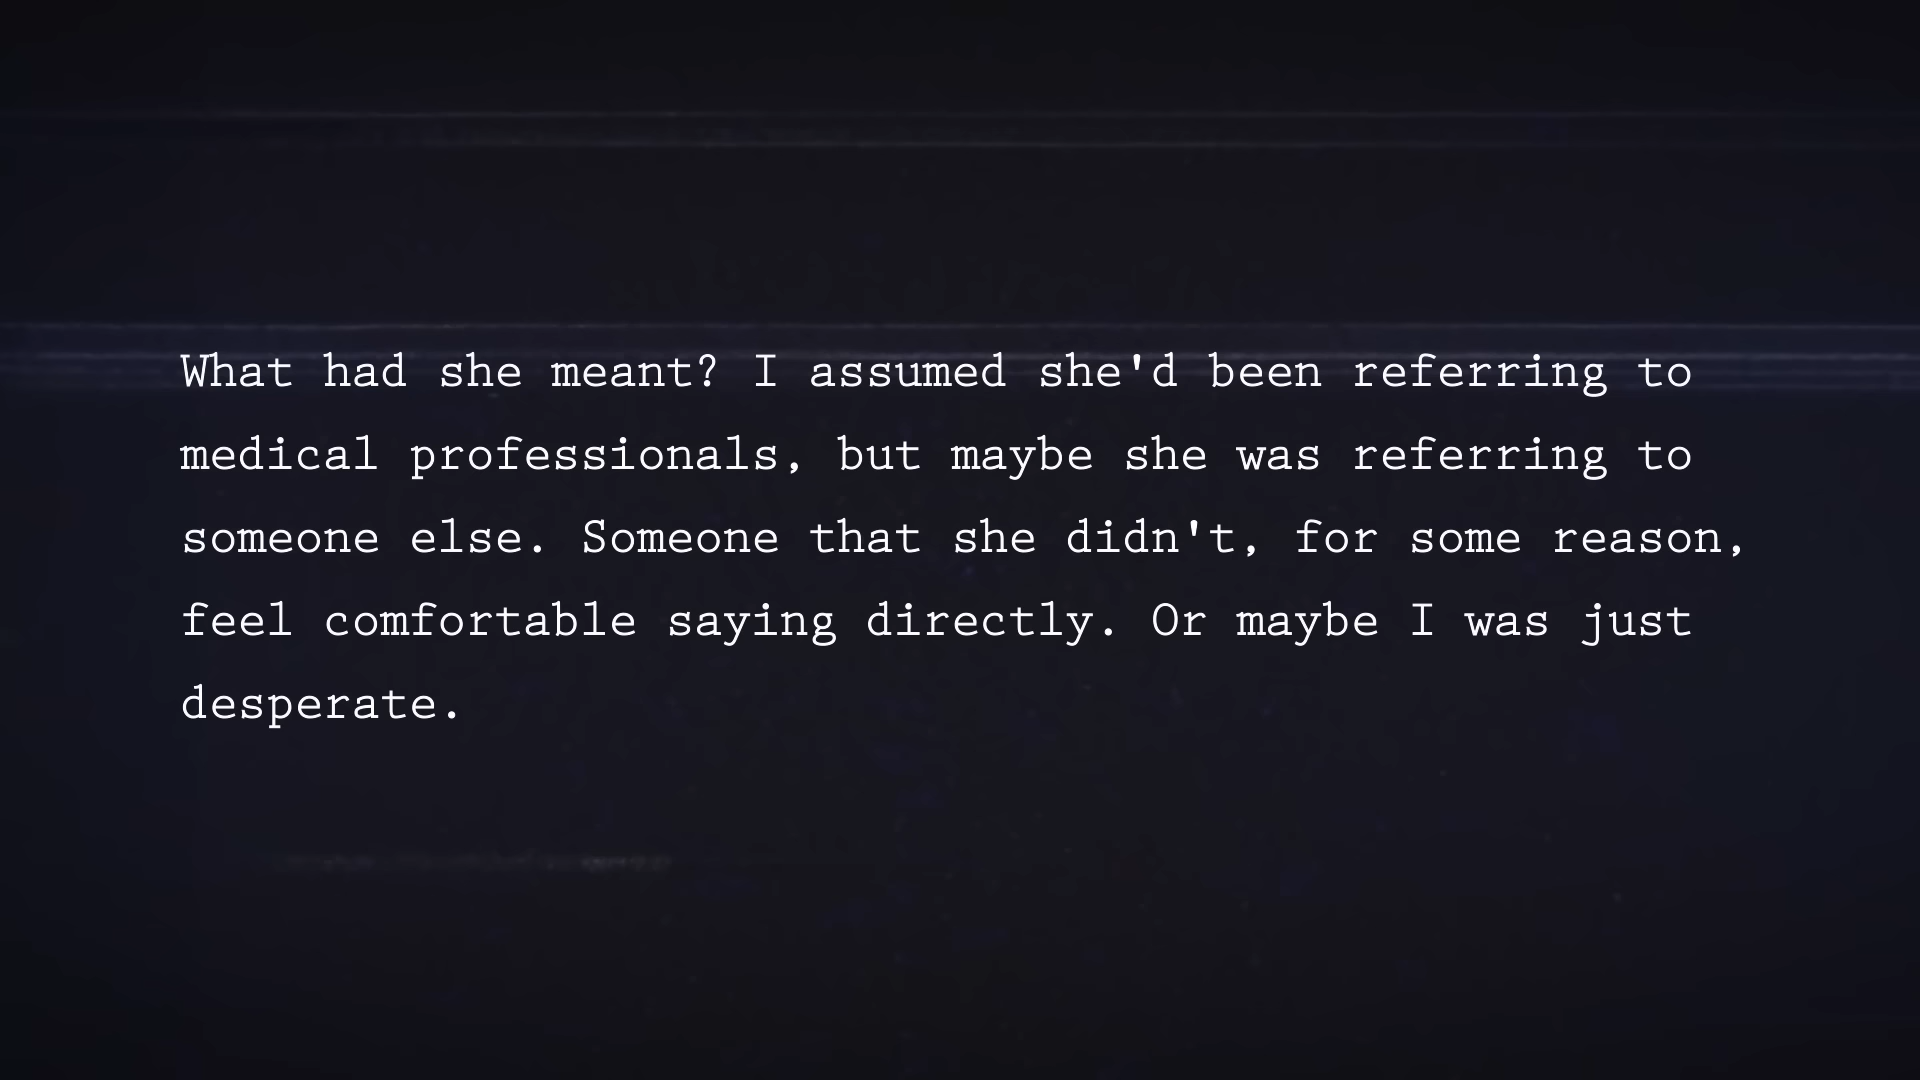 What had she meant? I assumed she'd been referring to
medical professionals, but maybe she was referring to
someone else. Someone that she didn't, for some reason,
feel comfortable saying directly. Or maybe I was just
desperate.